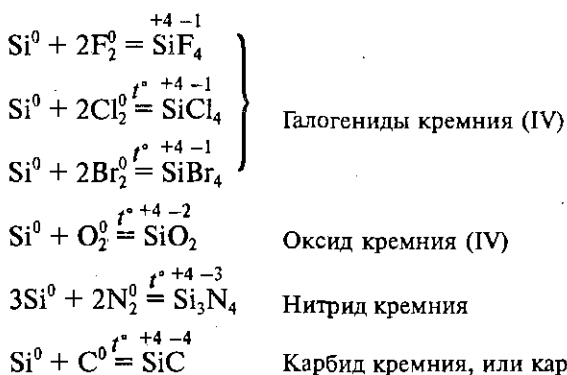 Si⁰ + 2F₂⁰ = SiF₄ (+4 −1)
Si⁰ + 2Cl₂⁰ =(t°) SiCl₄ (+4 −1)
Галогениды кремния (IV)
Si⁰ + 2Br₂⁰ =(t°) SiBr₄ (+4 −1)
Si⁰ + O₂⁰ =(t°) SiO₂ (+4 −2) Оксид кремния (IV)
3Si⁰ + 2N₂⁰ =(t°) Si₃N₄ (+4 −3) Нитрид кремния
Si⁰ + C⁰ =(t°) SiC (+4 −4) Карбид кремния, или кар